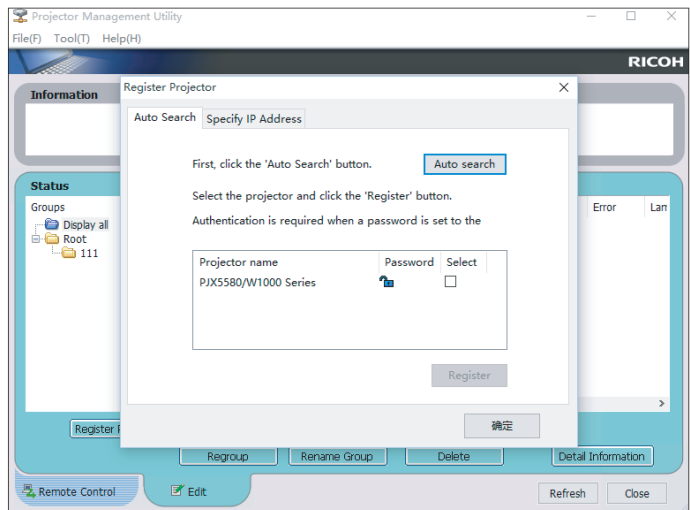 Projector Management Utility
File(F) Tool(T) Help(H)
RICOH
Information
Register Projector
Auto Search Specify IP Address
First, click the 'Auto Search' button. Auto search
Select the projector and click the 'Register' button.
Authentication is required when a password is set to the
Projector name Password Select
PJX5580/W1000 Series
Register
确定
Status
Groups Error Lan
Display all
Root
111
Register
Regroup Rename Group Delete Detail Information
Remote Control Edit Refresh Close